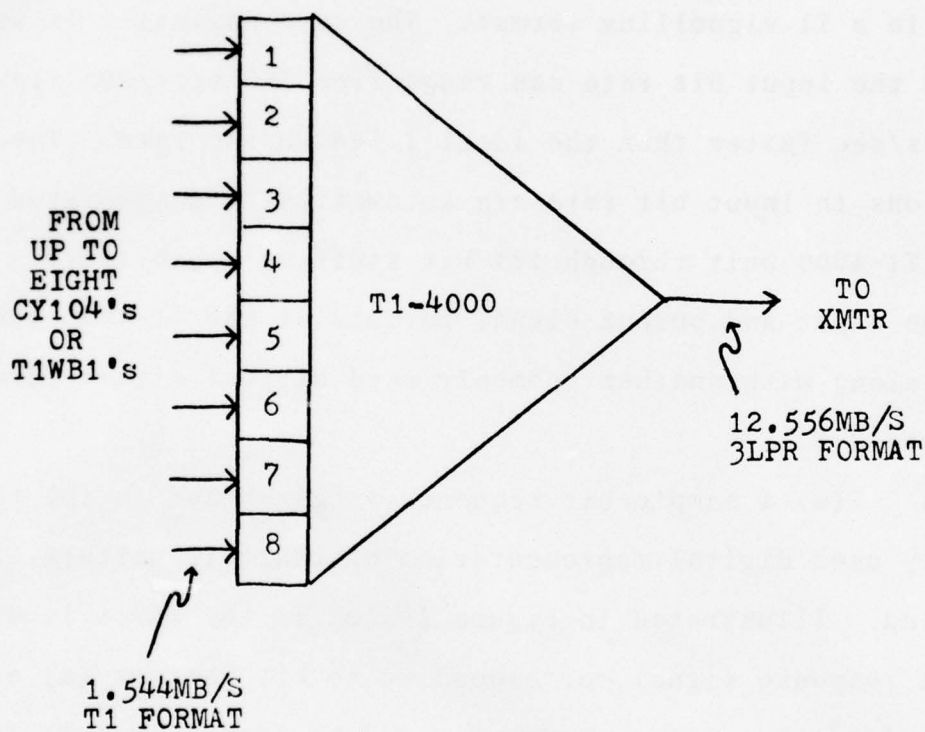 FROM
UP TO
EIGHT
CY104's
OR
T1WB1's
1
2
3
4
5
6
7
8
T1-4000
TO
XMTR
12.556MB/S
3LPR FORMAT
1.544MB/S
T1 FORMAT